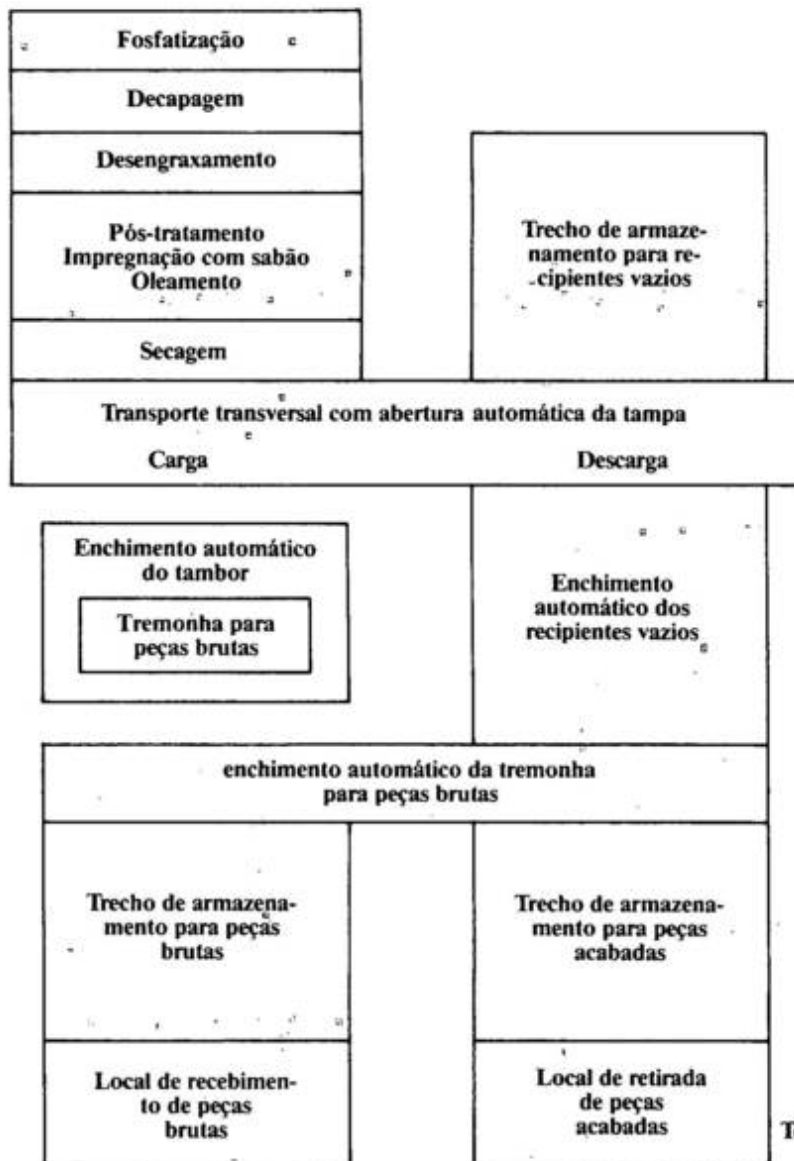 Fosfatização
Decapagem
Desengraxamento
Pós-tratamento
Impregnação com sabão
Oleamento
Secagem
Trecho de armaze-
namento para re-
cipientes vazios
Transporte transversal com abertura automática da tampa
Carga
Descarga
Enchimento automático
do tambor
Tremonha para
peças brutas
Enchimento
automático dos
recipientes vazios
enchimento automático da tremonha
para peças brutas
Trecho de armazena-
mento para peças
brutas
Trecho de armazena-
mento para peças
acabadas
Local de recebimen-
to de peças
brutas
Local de retirada
de peças
acabadas